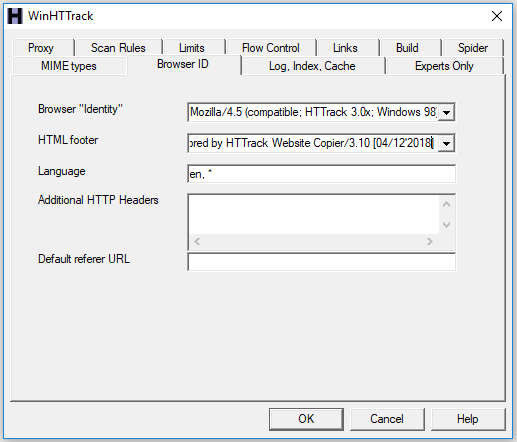 WinHTTrack
Proxy Scan Rules Limits Flow Control Links Build Spider
MIME types Browser ID Log, Index, Cache Experts Only
Browser "Identity" Mozilla/4.5 (compatible; HTTrack 3.0x; Windows 98)
HTML footer red by HTTrack Website Copier/3.10 [04/12'2018]
Language en, *
Additional HTTP Headers
Default referer URL
OK Cancel Help